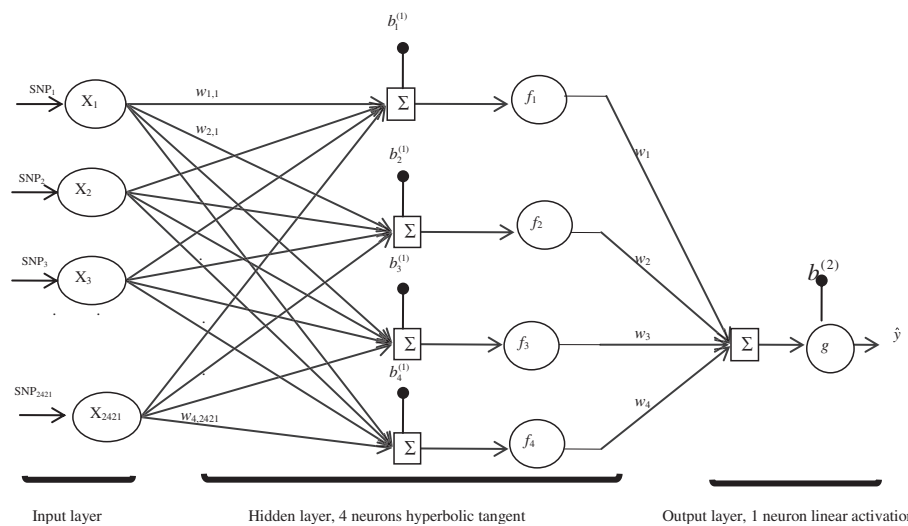 b₁⁽¹⁾
SNP₁
X₁
w₁,₁
Σ
f₁
w₂,₁
w₁
b₂⁽¹⁾
SNP₂
X₂
Σ
f₂
w₂
SNP₃
X₃
b₃⁽¹⁾
b⁽²⁾
Σ
f₃
w₃
Σ
g
ŷ
b₄⁽¹⁾
SNP₂₄₂₁
X₂₄₂₁
w₄,₂₄₂₁
Σ
f₄
w₄
Input layer
Hidden layer, 4 neurons hyperbolic tangent
Output layer, 1 neuron linear activation